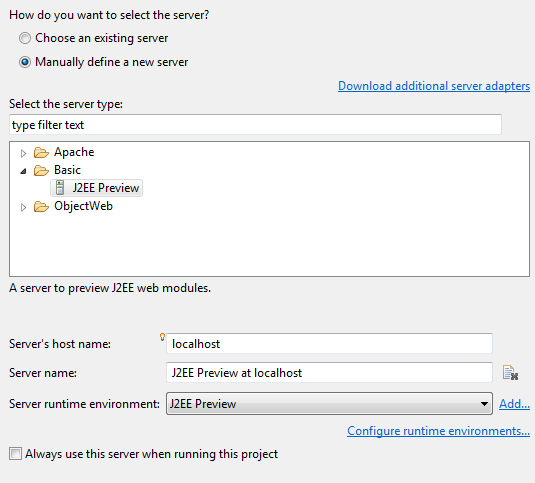 How do you want to select the server?
Choose an existing server
Manually define a new server
Download additional server adapters
Select the server type:
type filter text
Apache
Basic
J2EE Preview
ObjectWeb
A server to preview J2EE web modules.
Server's host name: localhost
Server name: J2EE Preview at localhost
Server runtime environment: J2EE Preview Add...
Configure runtime environments...
Always use this server when running this project